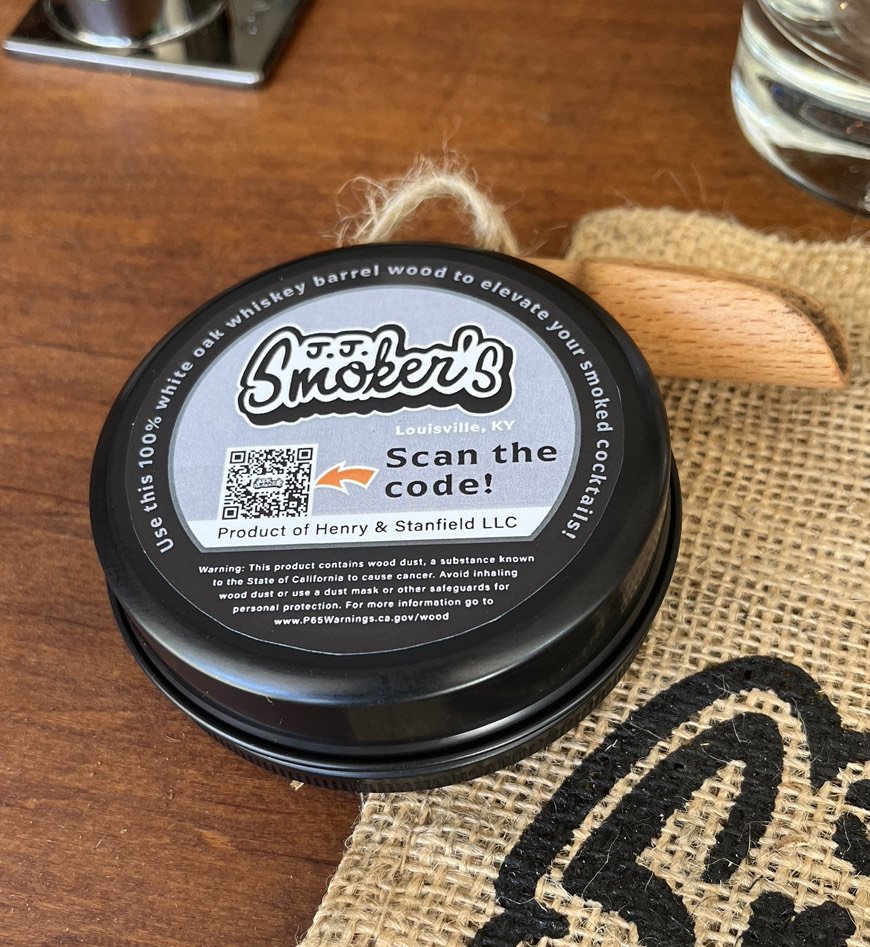 Use this 100% white oak whiskey barrel wood to elevate your smoked cocktails!
J.J.
Smoker's
Louisville, KY
Scan the
code!
Product of Henry & Stanfield LLC
Warning: This product contains wood dust, a substance known
to the State of California to cause cancer. Avoid inhaling
wood dust or use a dust mask or other safeguards for
personal protection. For more information go to
www.P65Warnings.ca.gov/wood